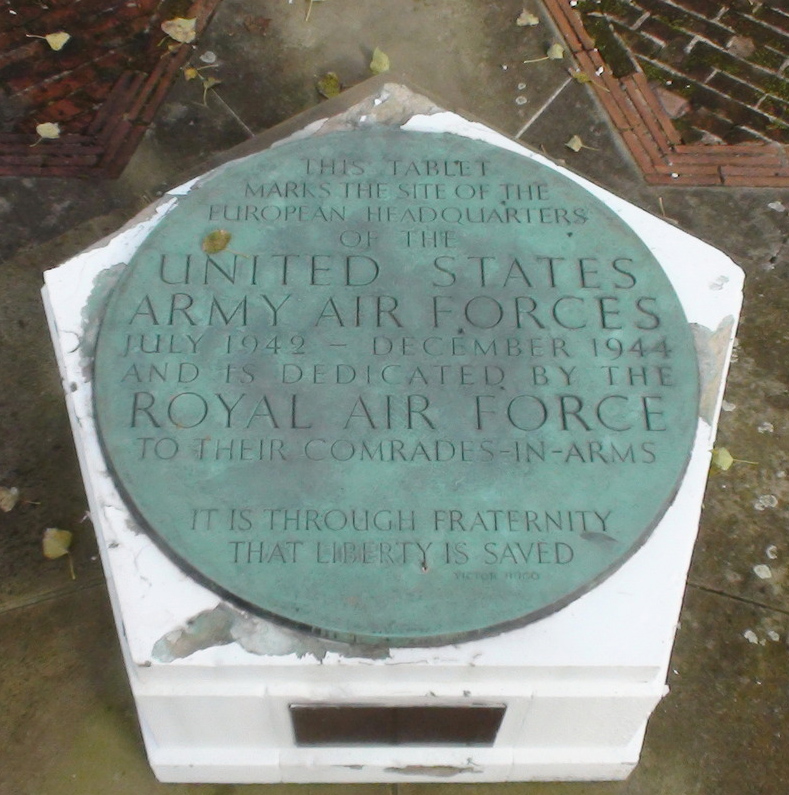 THIS TABLET
MARKS THE SITE OF THE
EUROPEAN HEADQUARTERS
OF THE
UNITED STATES
ARMY AIR FORCES
JULY 1942 – DECEMBER 1944
AND IS DEDICATED BY THE
ROYAL AIR FORCE
TO THEIR COMRADES-IN-ARMS
IT IS THROUGH FRATERNITY
THAT LIBERTY IS SAVED
VICTOR HUGO